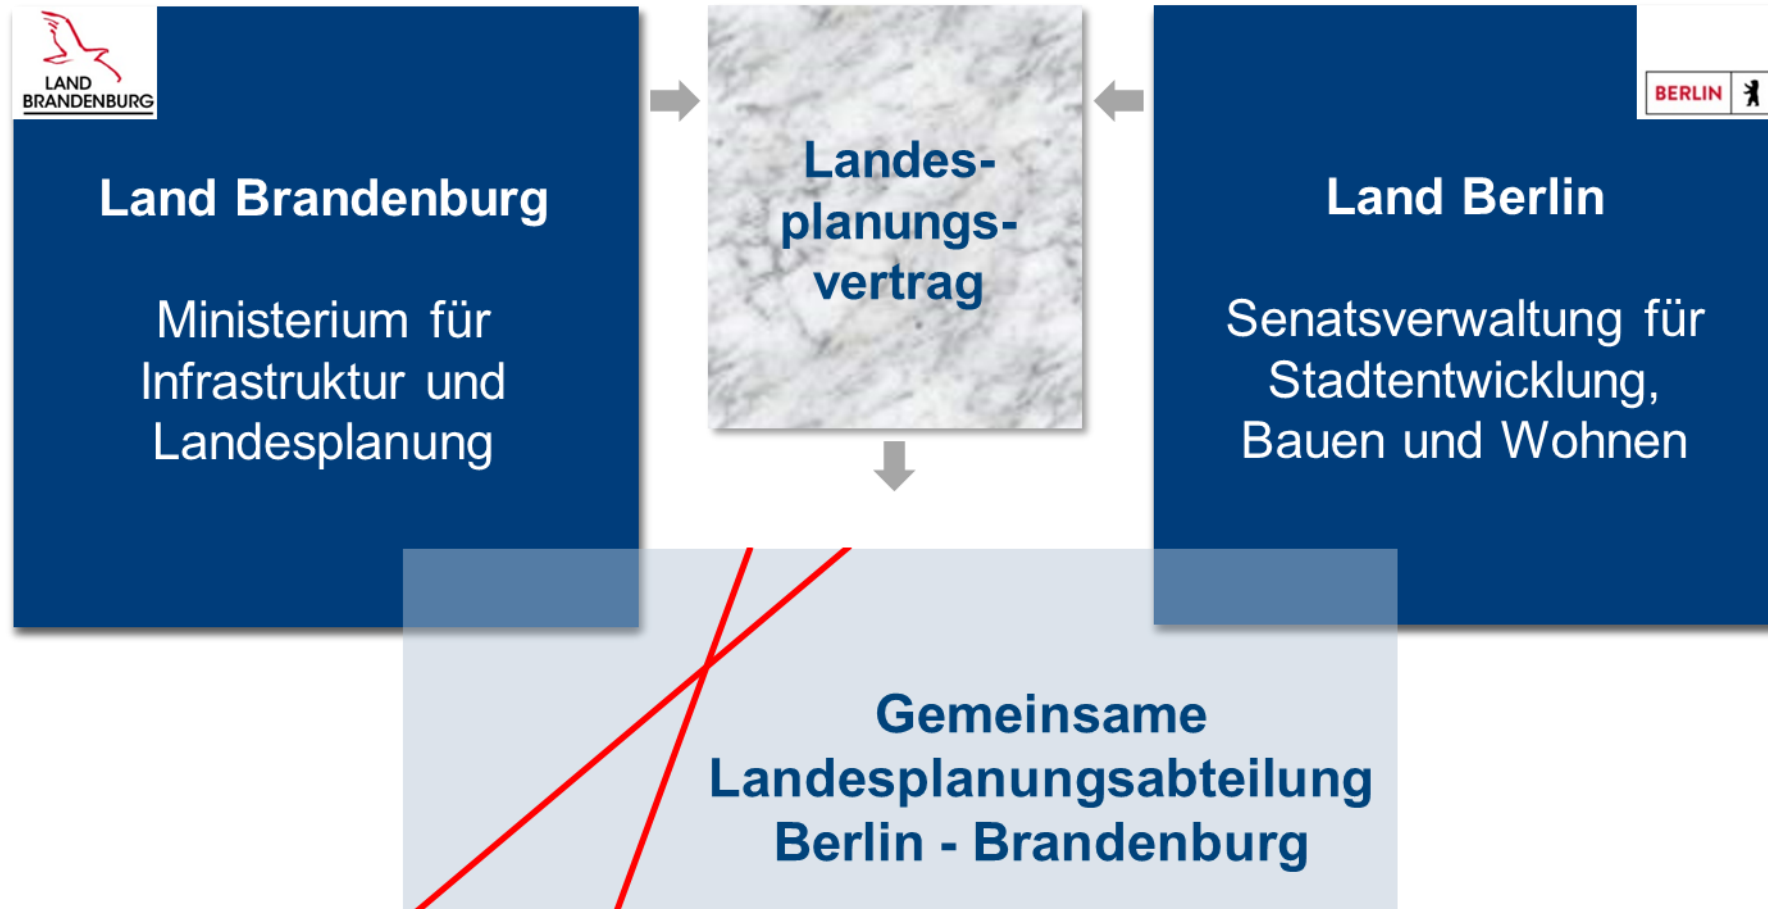 LAND
BRANDENBURG
Land Brandenburg
Ministerium für
Infrastruktur und
Landesplanung
Landes-
planungs-
vertrag
BERLIN
Land Berlin
Senatsverwaltung für
Stadtentwicklung,
Bauen und Wohnen
Gemeinsame
Landesplanungsabteilung
Berlin - Brandenburg